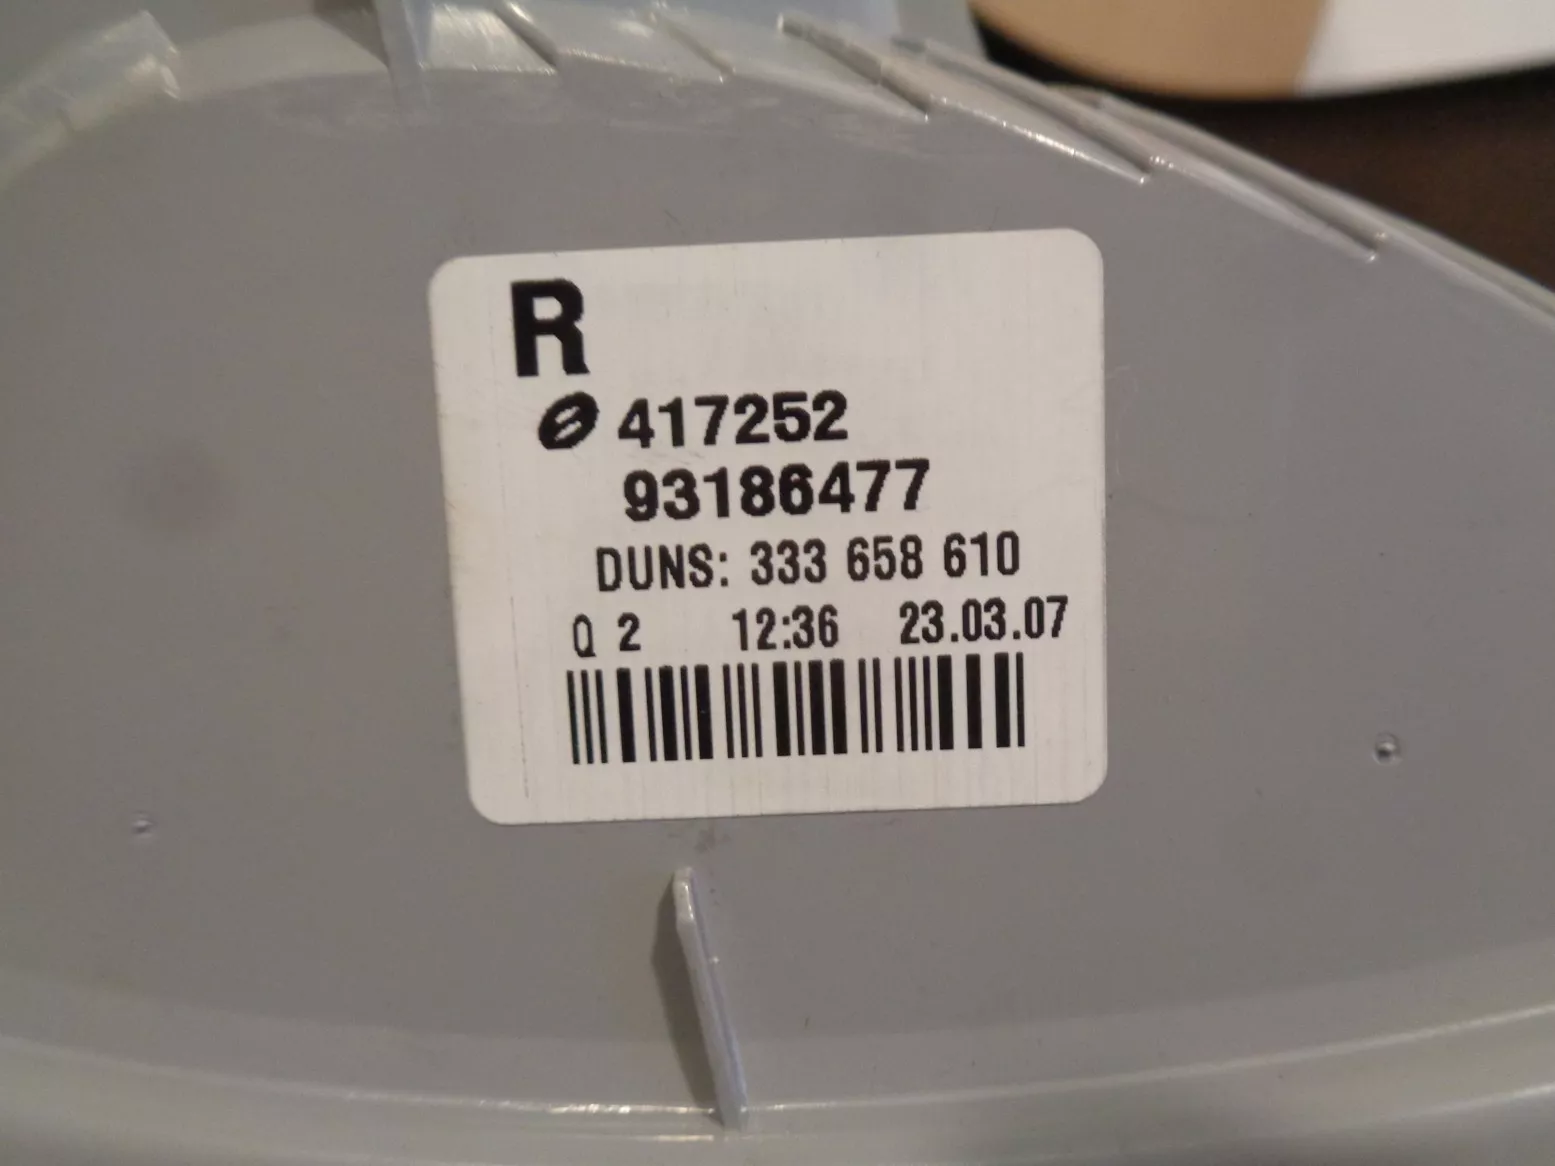 R
417252
93186477
DUNS: 333 658 610
Q 2 12:36 23.03.07